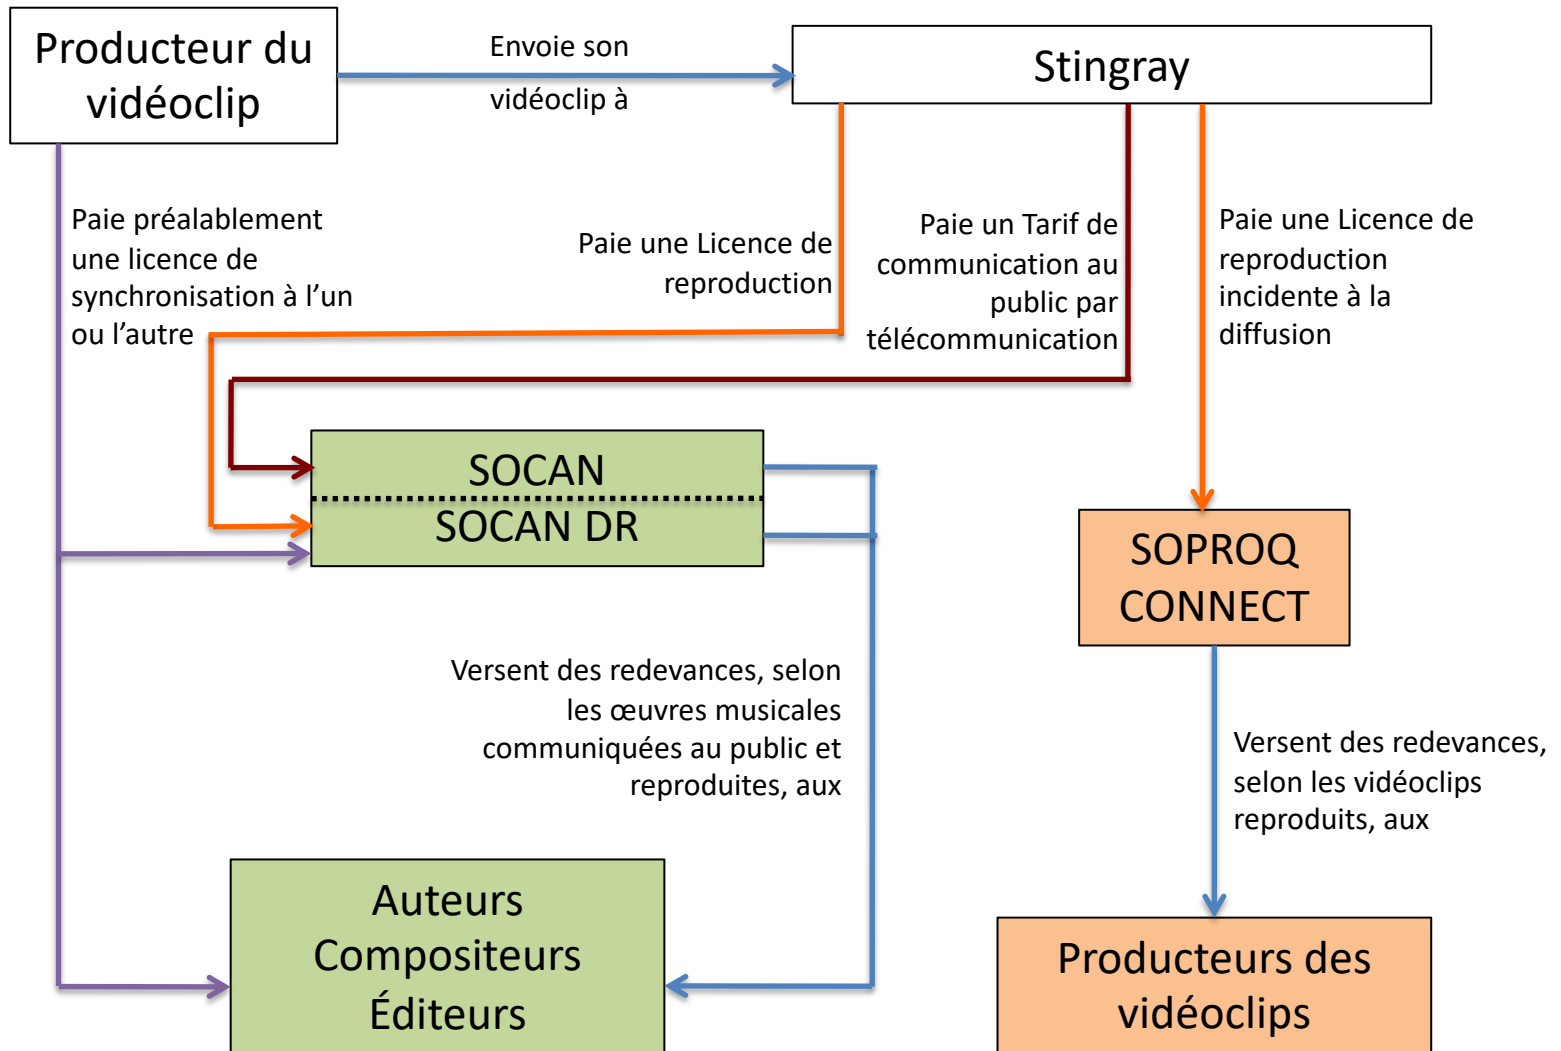 Producteur du
vidéoclip
Envoie son
vidéoclip à
Stingray
Paie préalablement
une licence de
synchronisation à l’un
ou l’autre
Paie une Licence de
reproduction
Paie un Tarif de
communication au
public par
télécommunication
Paie une Licence de
reproduction
incidente à la
diffusion
SOCAN
SOCAN DR
SOPROQ
CONNECT
Versent des redevances, selon
les œuvres musicales
communiquées au public et
reproduites, aux
Versent des redevances,
selon les vidéoclips
reproduits, aux
Auteurs
Compositeurs
Éditeurs
Producteurs des
vidéoclips